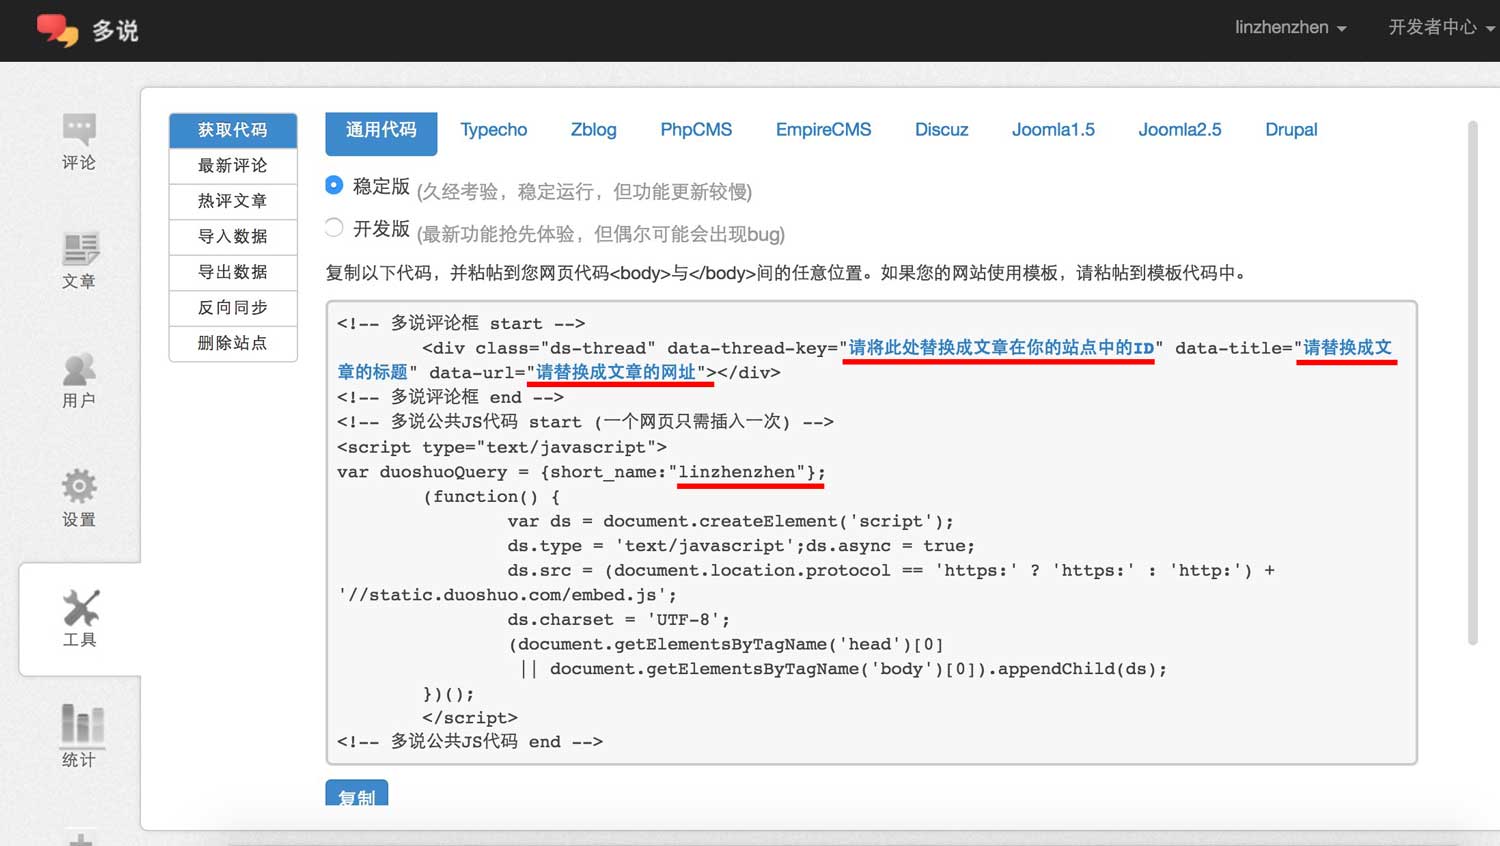 多说
linzhenzhen
开发者中心
评论
文章
用户
设置
工具
统计
获取代码
最新评论
热评文章
导入数据
导出数据
反向同步
删除站点
通用代码 Typecho Zblog PhpCMS EmpireCMS Discuz Joomla1.5 Joomla2.5 Drupal
稳定版 (久经考验，稳定运行，但功能更新较慢)
开发版 (最新功能抢先体验，但偶尔可能会出现bug)
复制以下代码，并粘帖到您网页代码<body>与</body>间的任意位置。如果您的网站使用模板，请粘帖到模板代码中。
<!-- 多说评论框 start -->
<div class="ds-thread" data-thread-key="请将此处替换成文章在你的站点中的ID" data-title="请替换成文
章的标题" data-url="请替换成文章的网址"></div>
<!-- 多说评论框 end -->
<!-- 多说公共JS代码 start (一个网页只需插入一次) -->
<script type="text/javascript">
var duoshuoQuery = {short_name:"linzhenzhen"};
(function() {
var ds = document.createElement('script');
ds.type = 'text/javascript';ds.async = true;
ds.src = (document.location.protocol == 'https:' ? 'https:' : 'http:') +
'//static.duoshuo.com/embed.js';
ds.charset = 'UTF-8';
(document.getElementsByTagName('head')[0]
|| document.getElementsByTagName('body')[0]).appendChild(ds);
})();
</script>
<!-- 多说公共JS代码 end -->
复制